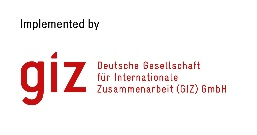 Implemented by
giz
Deutsche Gesellschaft
für Internationale
Zusammenarbeit (GIZ) GmbH